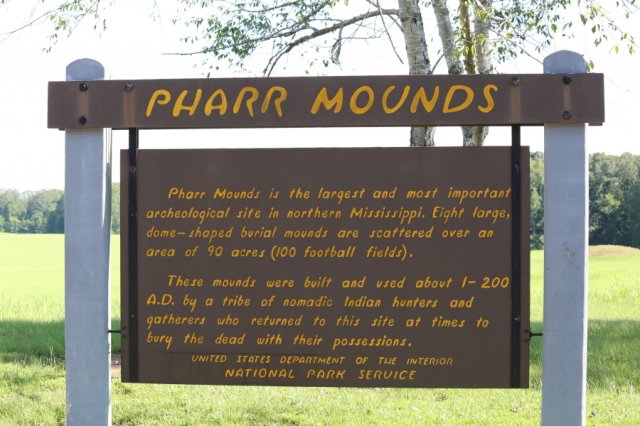 PHARR MOUNDS
Pharr Mounds is the largest and most important
archeological site in northern Mississippi. Eight large,
dome-shaped burial mounds are scattered over an
area of 90 acres (100 football fields).
These mounds were built and used about 1-200
A.D. by a tribe of nomadic Indian hunters and
gatherers who returned to this site at times to
bury the dead with their possessions.
UNITED STATES DEPARTMENT OF THE INTERIOR
NATIONAL PARK SERVICE